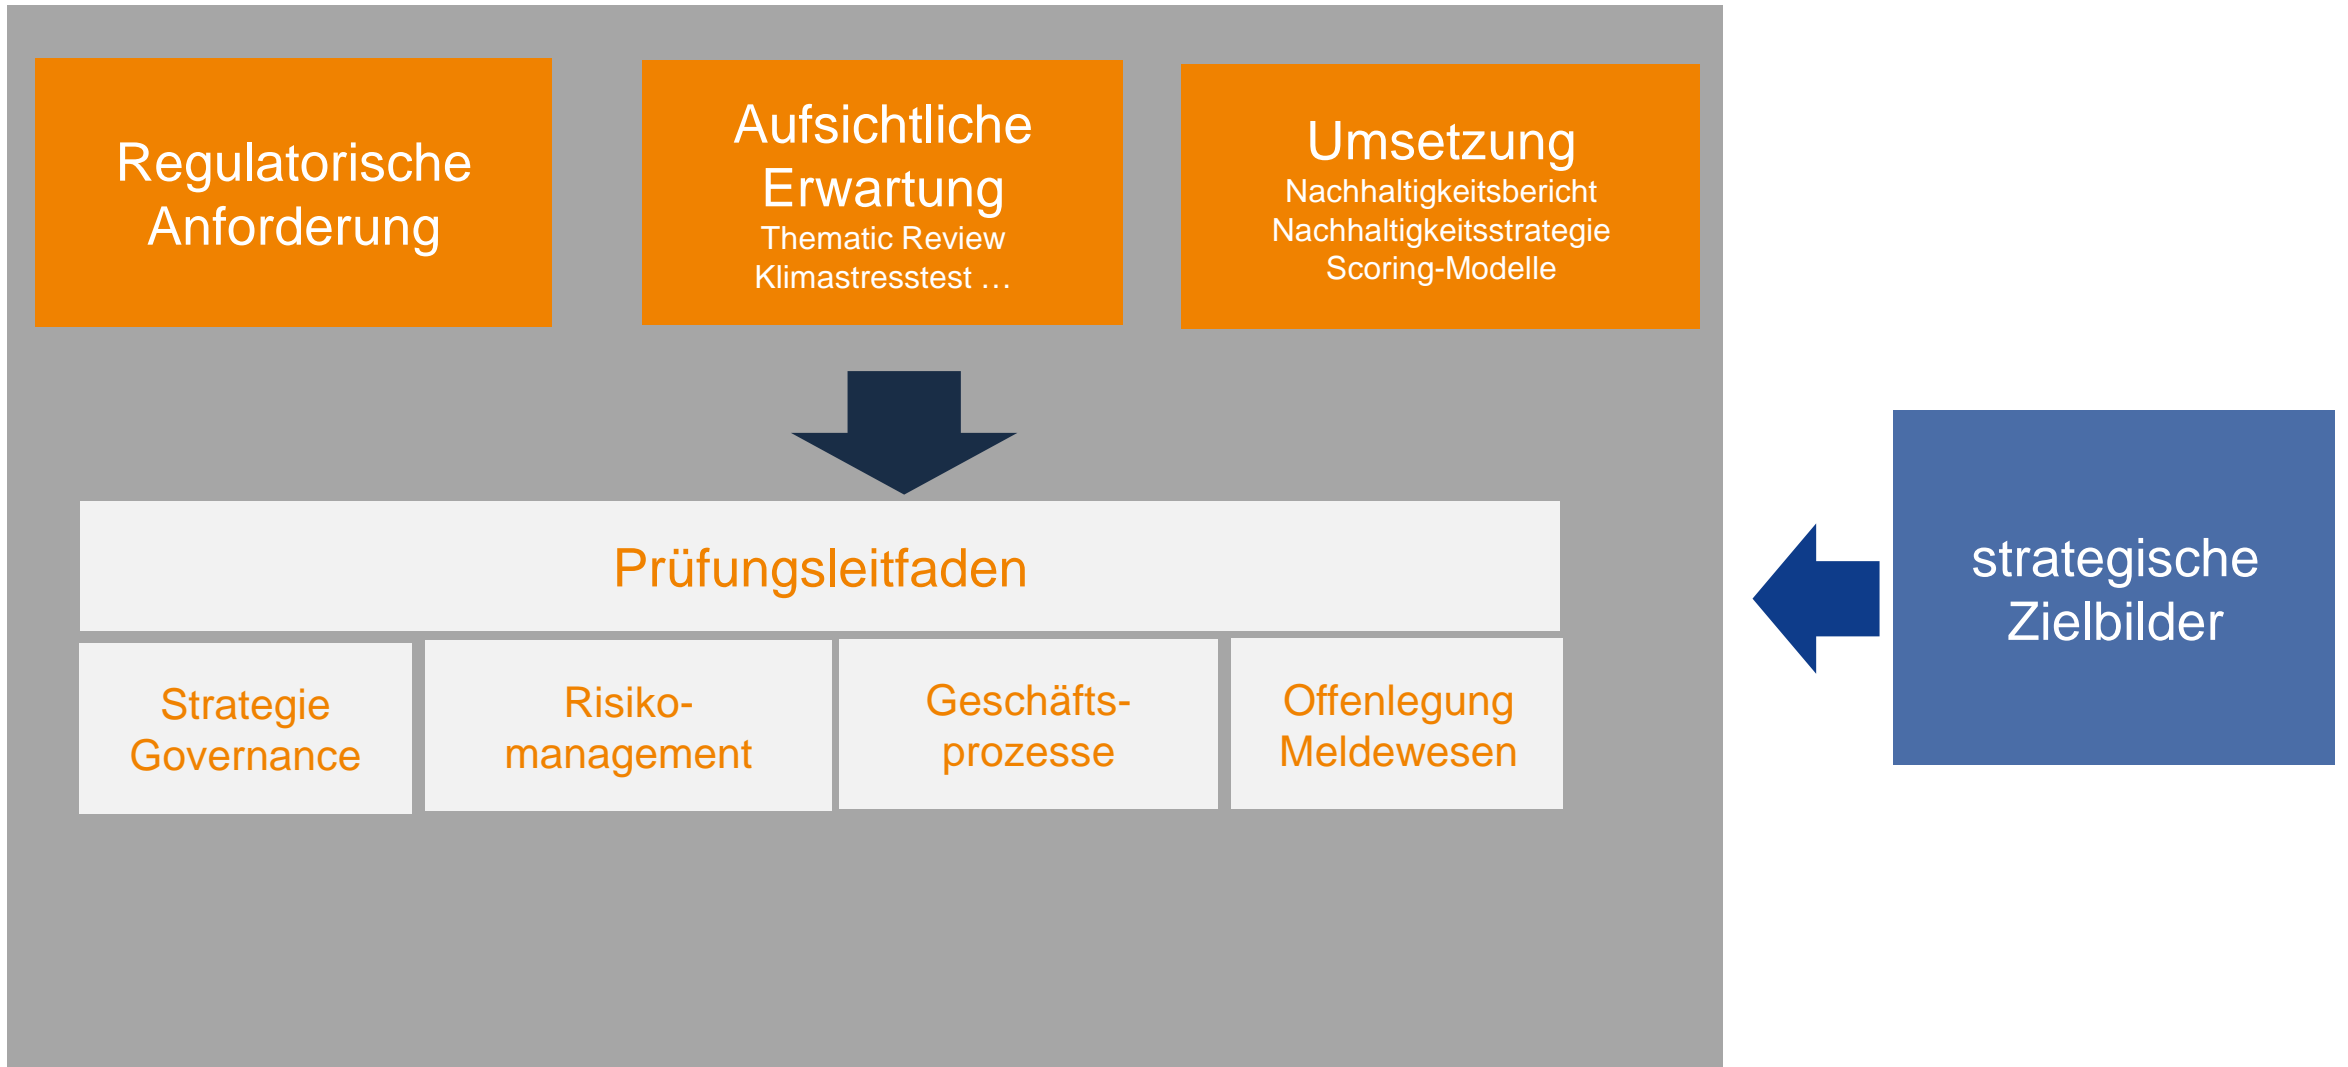 Regulatorische
Anforderung
Aufsichtliche
Erwartung
Thematic Review
Klimastresstest …
Umsetzung
Nachhaltigkeitsbericht
Nachhaltigkeitsstrategie
Scoring-Modelle
Prüfungsleitfaden
Strategie
Governance
Risiko-
management
Geschäfts-
prozesse
Offenlegung
Meldewesen
strategische
Zielbilder